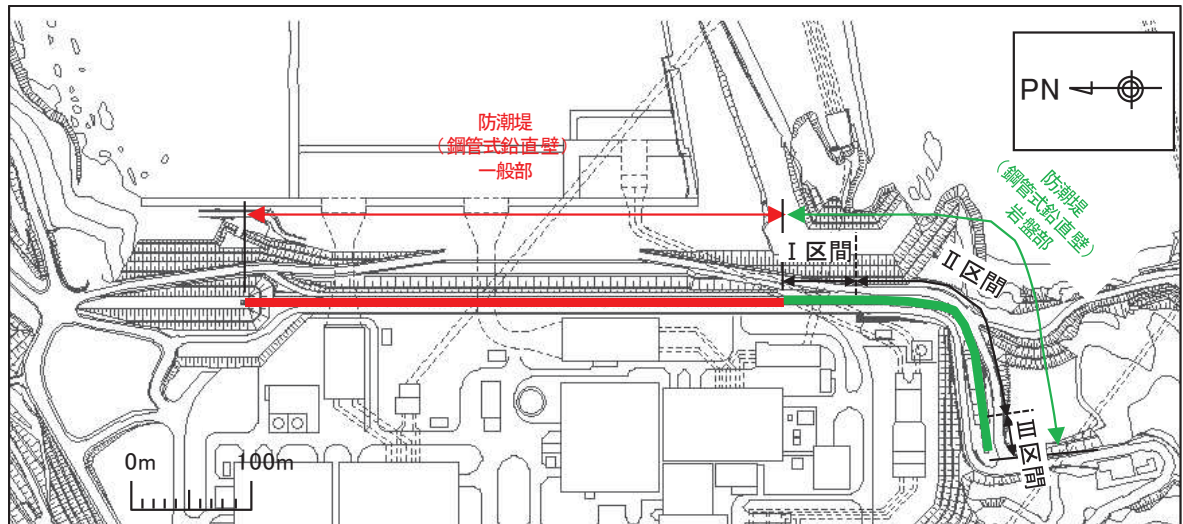 防潮堤
(鋼管式鉛直壁)
一般部
PN
防潮堤
(鋼管式鉛直壁)
岩盤部
Ⅰ区間
Ⅱ区間
Ⅲ区間
0m 100m